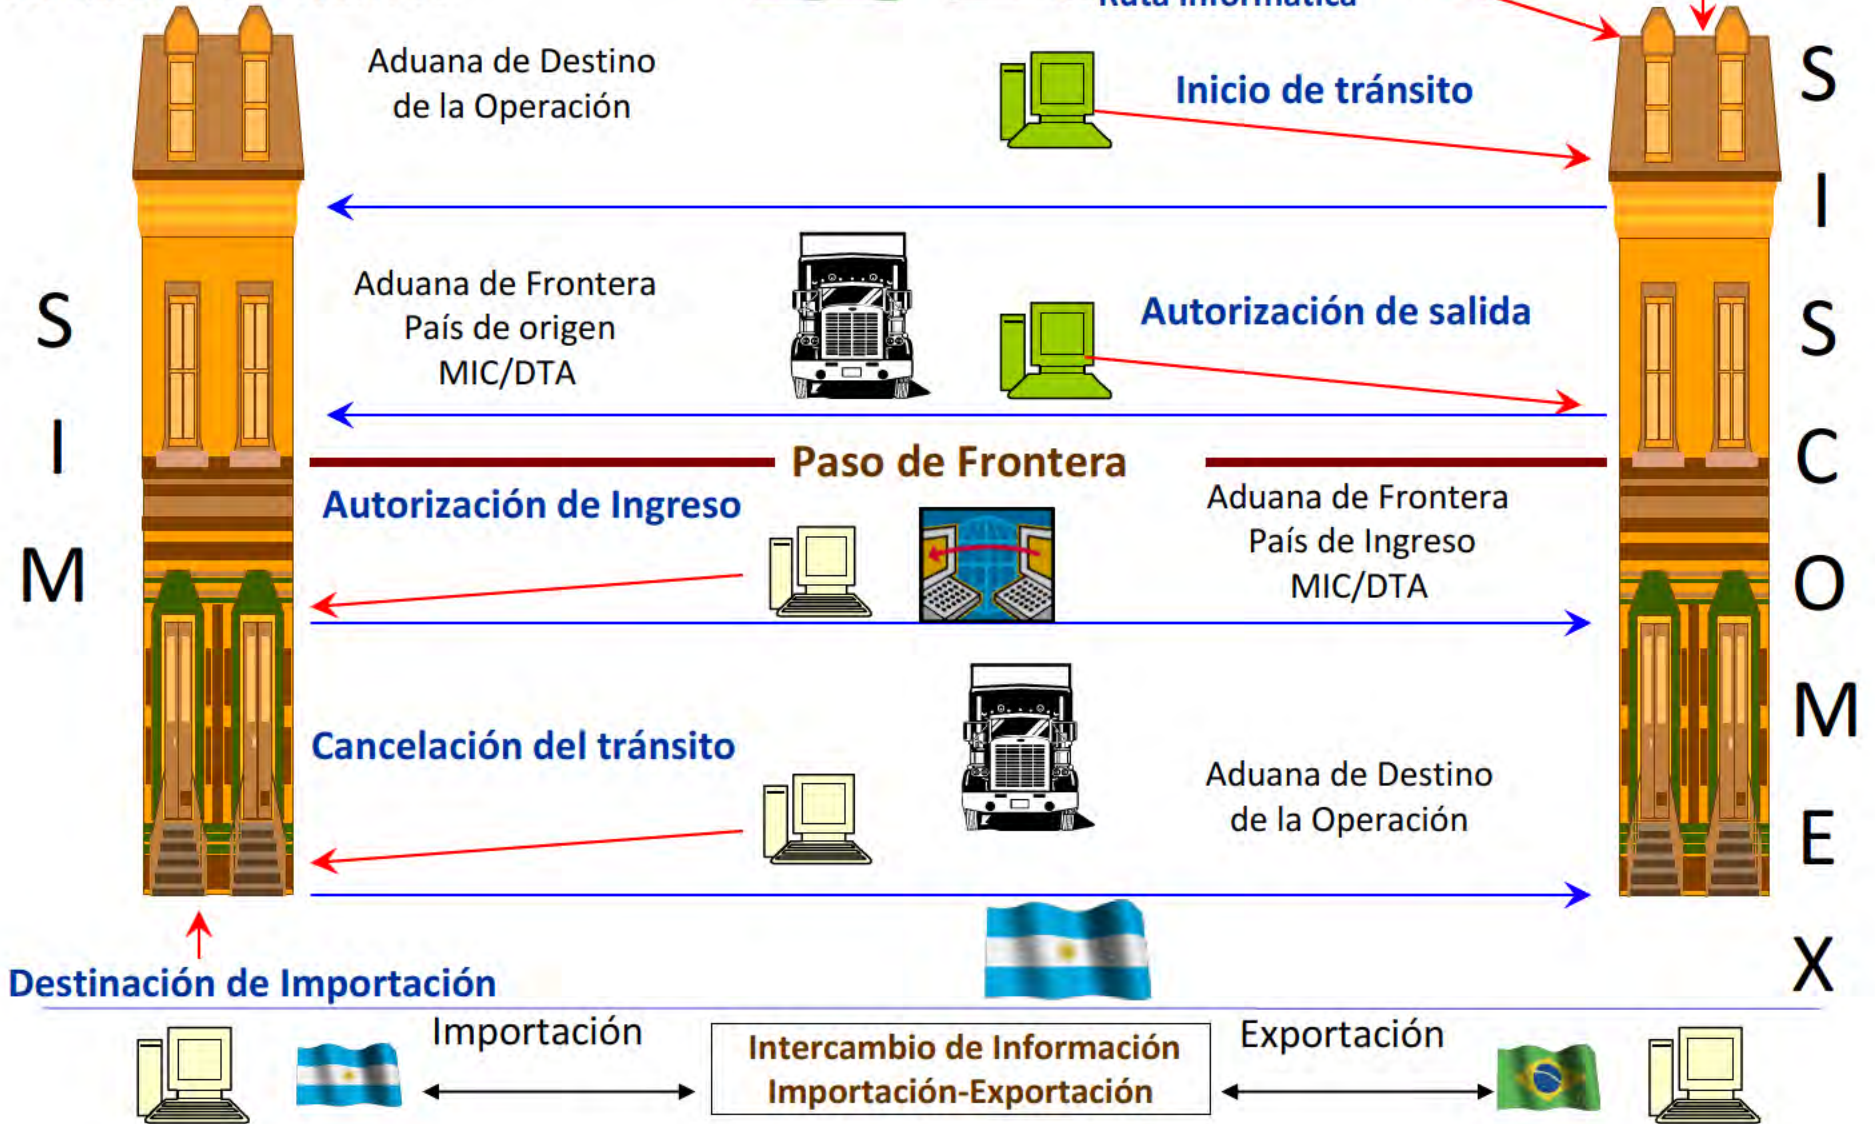 Ruta informática
Aduana de Destino
de la Operación
Inicio de tránsito
Aduana de Frontera
País de origen
MIC/DTA
Autorización de salida
Paso de Frontera
Autorización de Ingreso
Aduana de Frontera
País de Ingreso
MIC/DTA
Cancelación del tránsito
Aduana de Destino
de la Operación
Destinación de Importación
S
I
M
S
I
S
C
O
M
E
X
Importación
Intercambio de Información
Importación-Exportación
Exportación